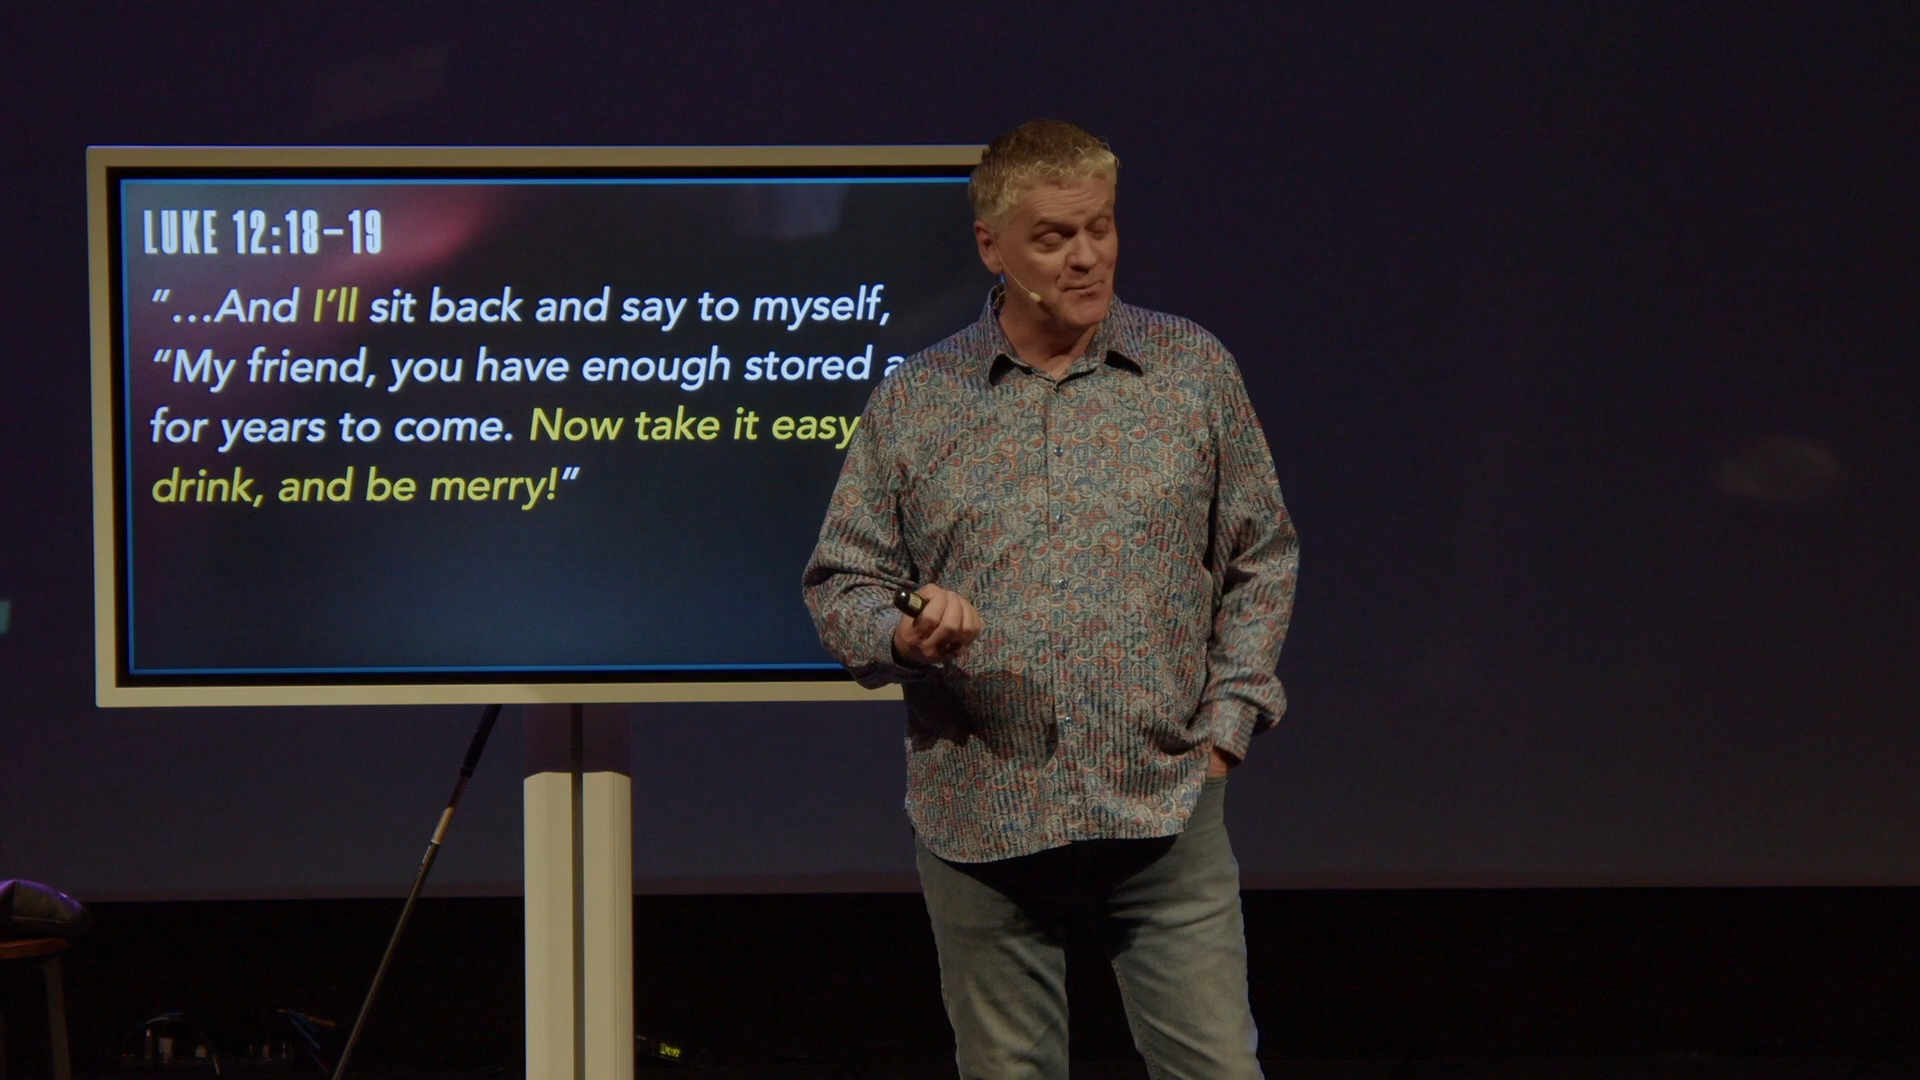 LUKE 12:18–19
“…And I’ll sit back and say to myself,
“My friend, you have enough stored
for years to come. Now take it easy
drink, and be merry!”